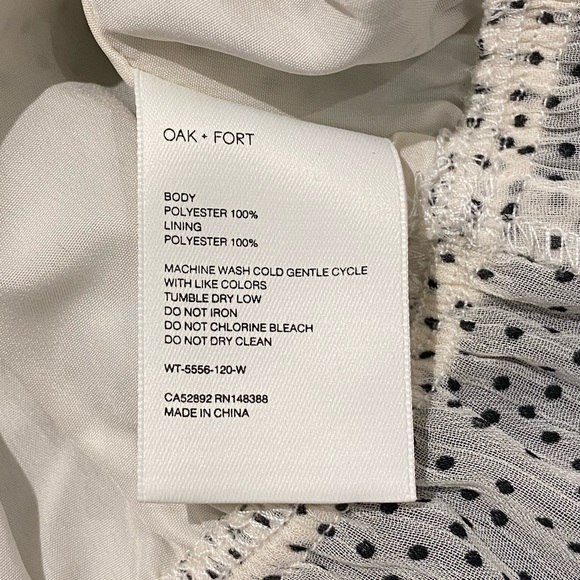 OAK + FORT
BODY
POLYESTER 100%
LINING
POLYESTER 100%
MACHINE WASH COLD GENTLE CYCLE
WITH LIKE COLORS
TUMBLE DRY LOW
DO NOT IRON
DO NOT CHLORINE BLEACH
DO NOT DRY CLEAN
WT-5556-120-W
CA52892 RN148388
MADE IN CHINA